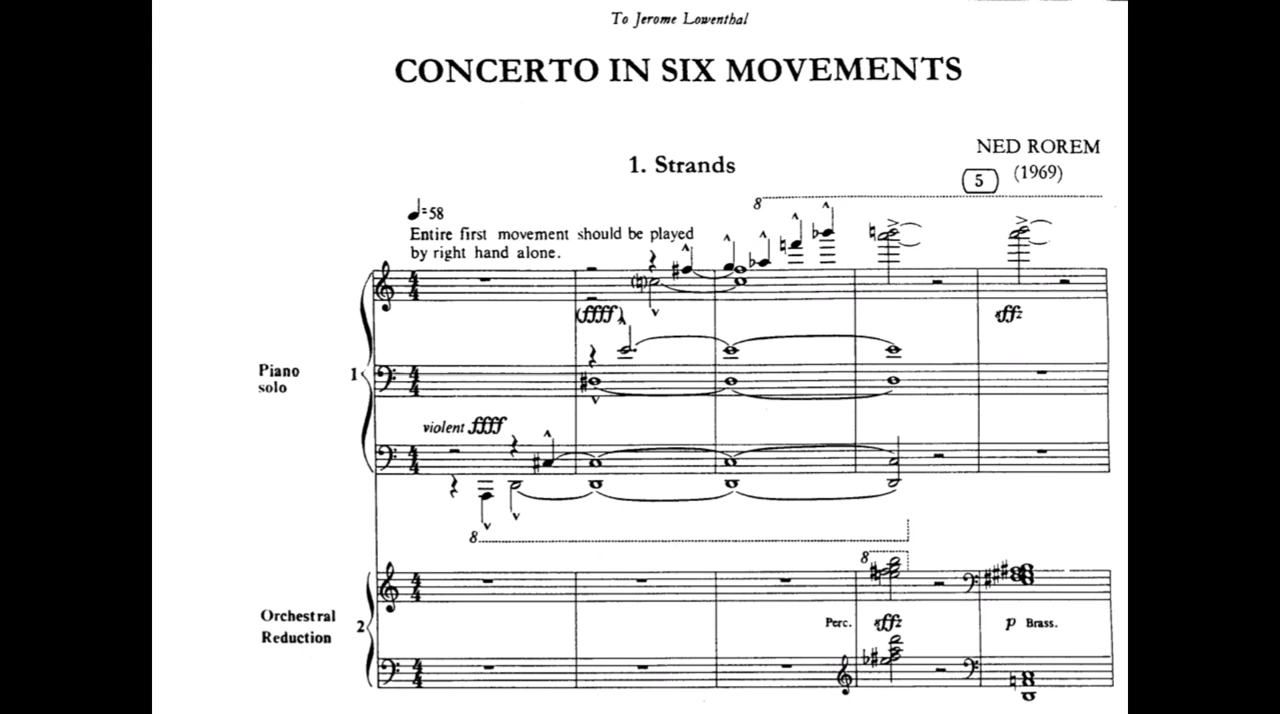 To Jerome Lowenthal
CONCERTO IN SIX MOVEMENTS
NED ROREM
1. Strands
5
(1969)
8
♩=58
Entire first movement should be played
by right hand alone.
(ffff)
sffz
Piano
solo
1
violent ffff
8
8
Orchestral
Reduction
2
Perc.
sffz
p Brass.